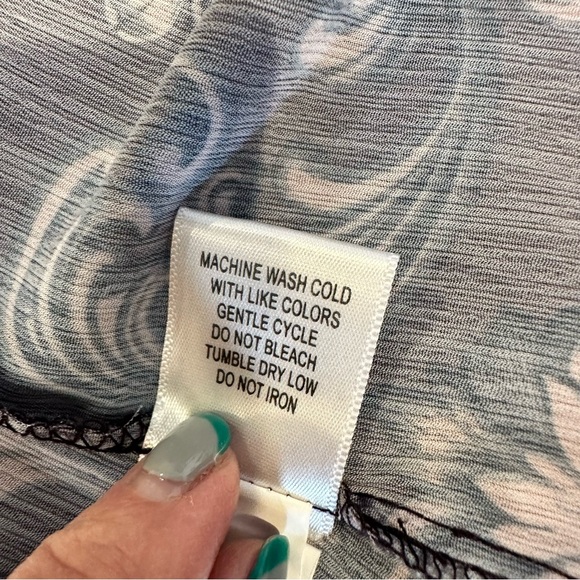 MACHINE WASH COLD
WITH LIKE COLORS
GENTLE CYCLE
DO NOT BLEACH
TUMBLE DRY LOW
DO NOT IRON